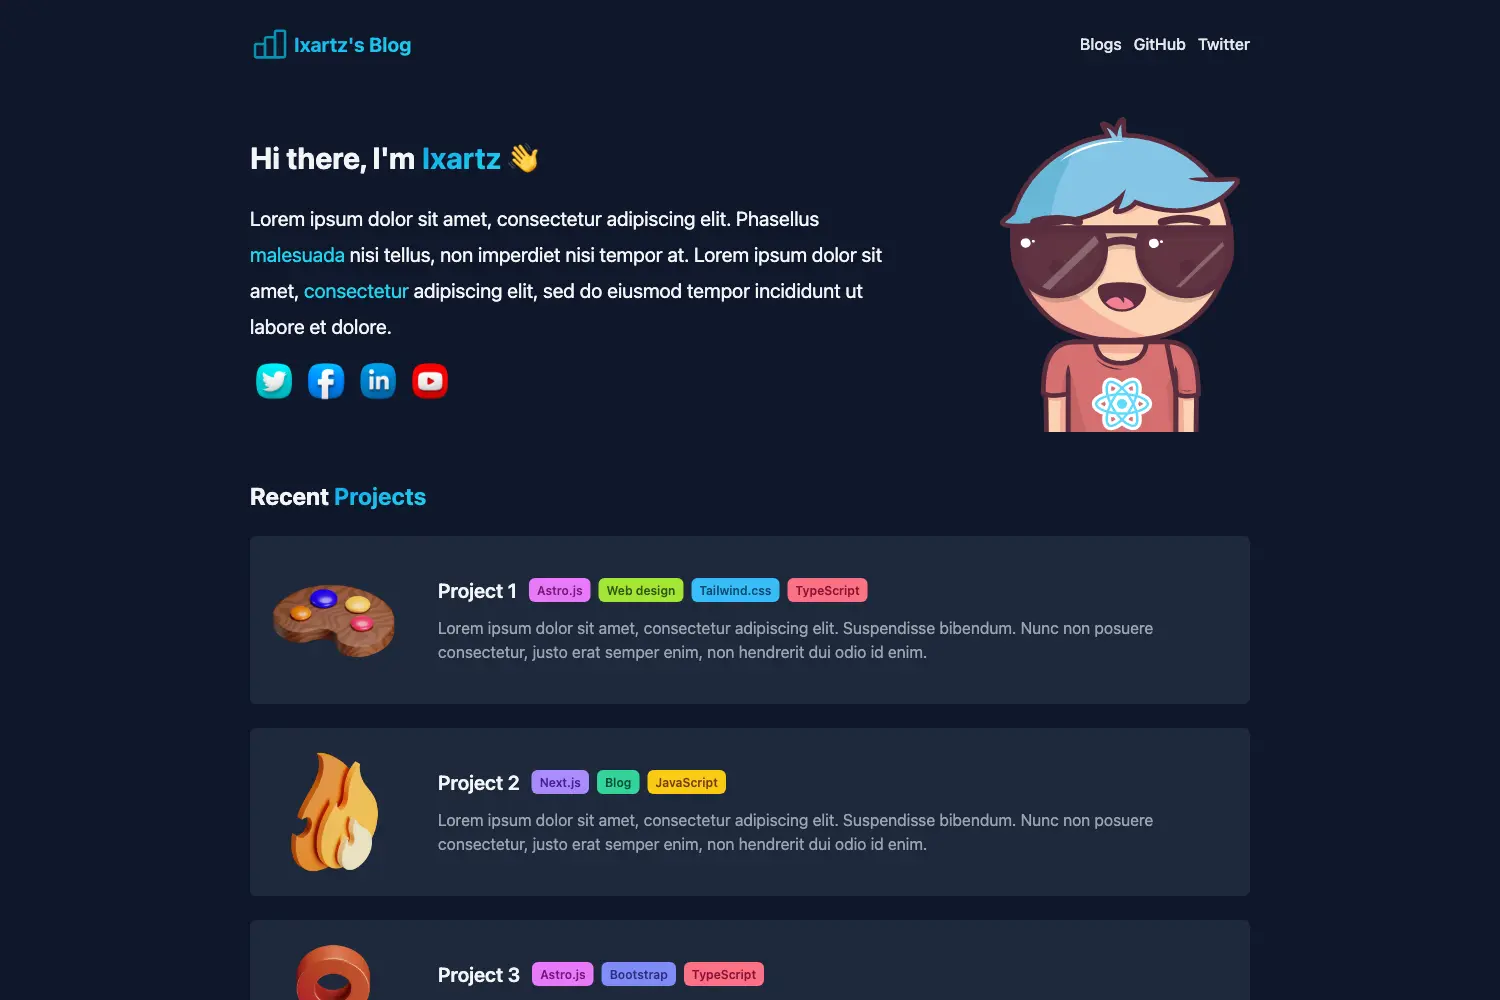 Ixartz's Blog
Blogs GitHub Twitter
Hi there, I'm Ixartz 👋
Lorem ipsum dolor sit amet, consectetur adipiscing elit. Phasellus
malesuada nisi tellus, non imperdiet nisi tempor at. Lorem ipsum dolor sit
amet, consectetur adipiscing elit, sed do eiusmod tempor incididunt ut
labore et dolore.
in
Recent Projects
Project 1 Astro.js Web design Tailwind.css TypeScript
Lorem ipsum dolor sit amet, consectetur adipiscing elit. Suspendisse bibendum. Nunc non posuere
consectetur, justo erat semper enim, non hendrerit dui odio id enim.
Project 2 Next.js Blog JavaScript
Lorem ipsum dolor sit amet, consectetur adipiscing elit. Suspendisse bibendum. Nunc non posuere
consectetur, justo erat semper enim, non hendrerit dui odio id enim.
Project 3 Astro.js Bootstrap TypeScript